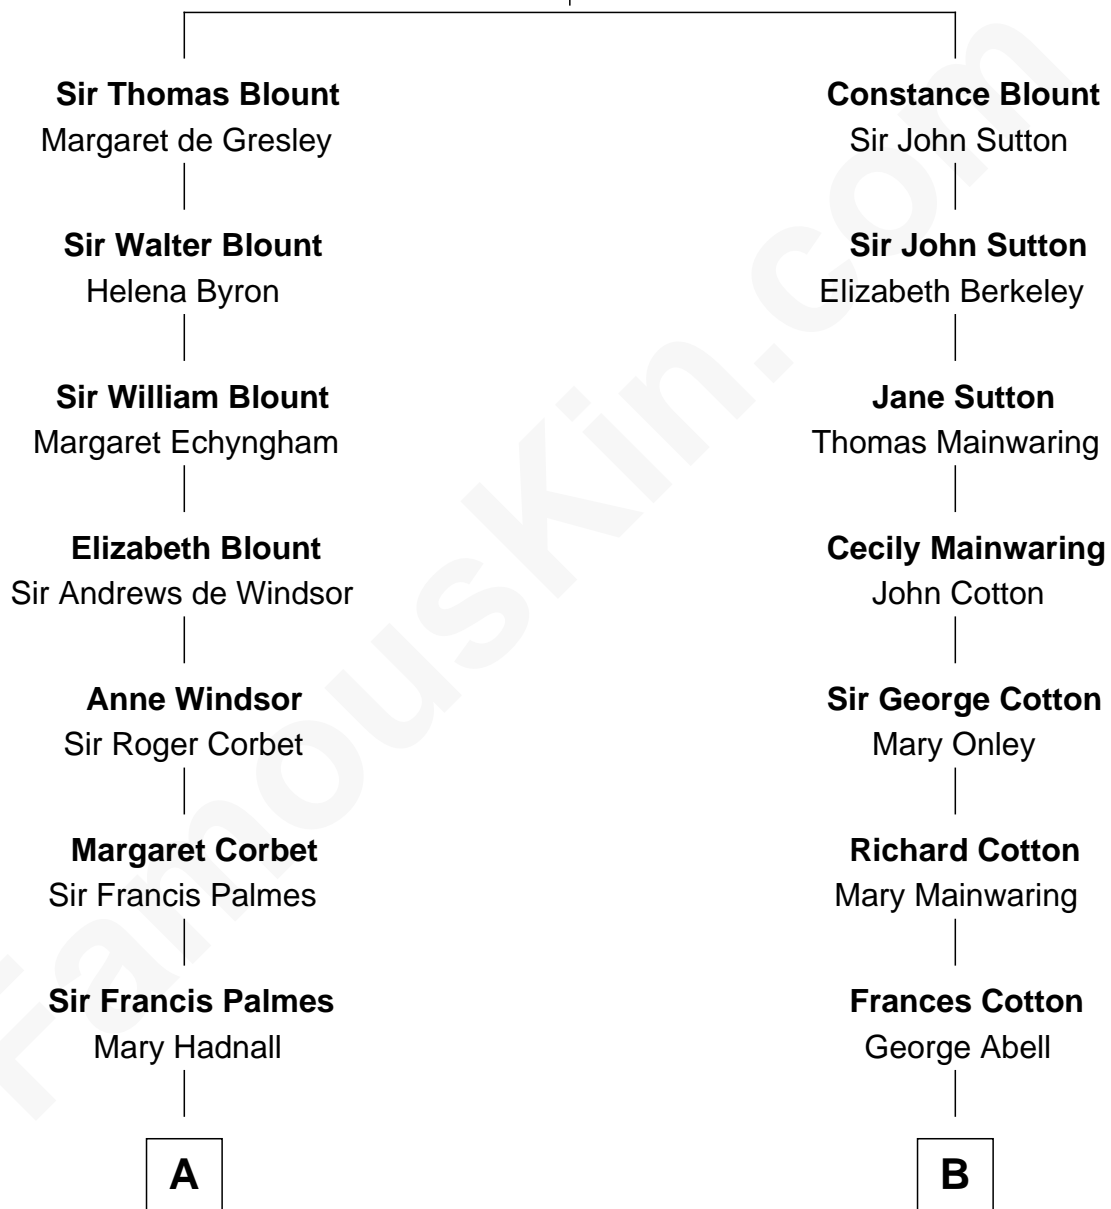 Sir Thomas Blount
Margaret de Gresley
Sir Walter Blount
Helena Byron
Sir William Blount
Margaret Echyngham
Elizabeth Blount
Sir Andrews de Windsor
Anne Windsor
Sir Roger Corbet
Margaret Corbet
Sir Francis Palmes
Sir Francis Palmes
Mary Hadnall
A
Constance Blount
Sir John Sutton
Sir John Sutton
Elizabeth Berkeley
Jane Sutton
Thomas Mainwaring
Cecily Mainwaring
John Cotton
Sir George Cotton
Mary Onley
Richard Cotton
Mary Mainwaring
Frances Cotton
George Abell
B
FamousKin.com